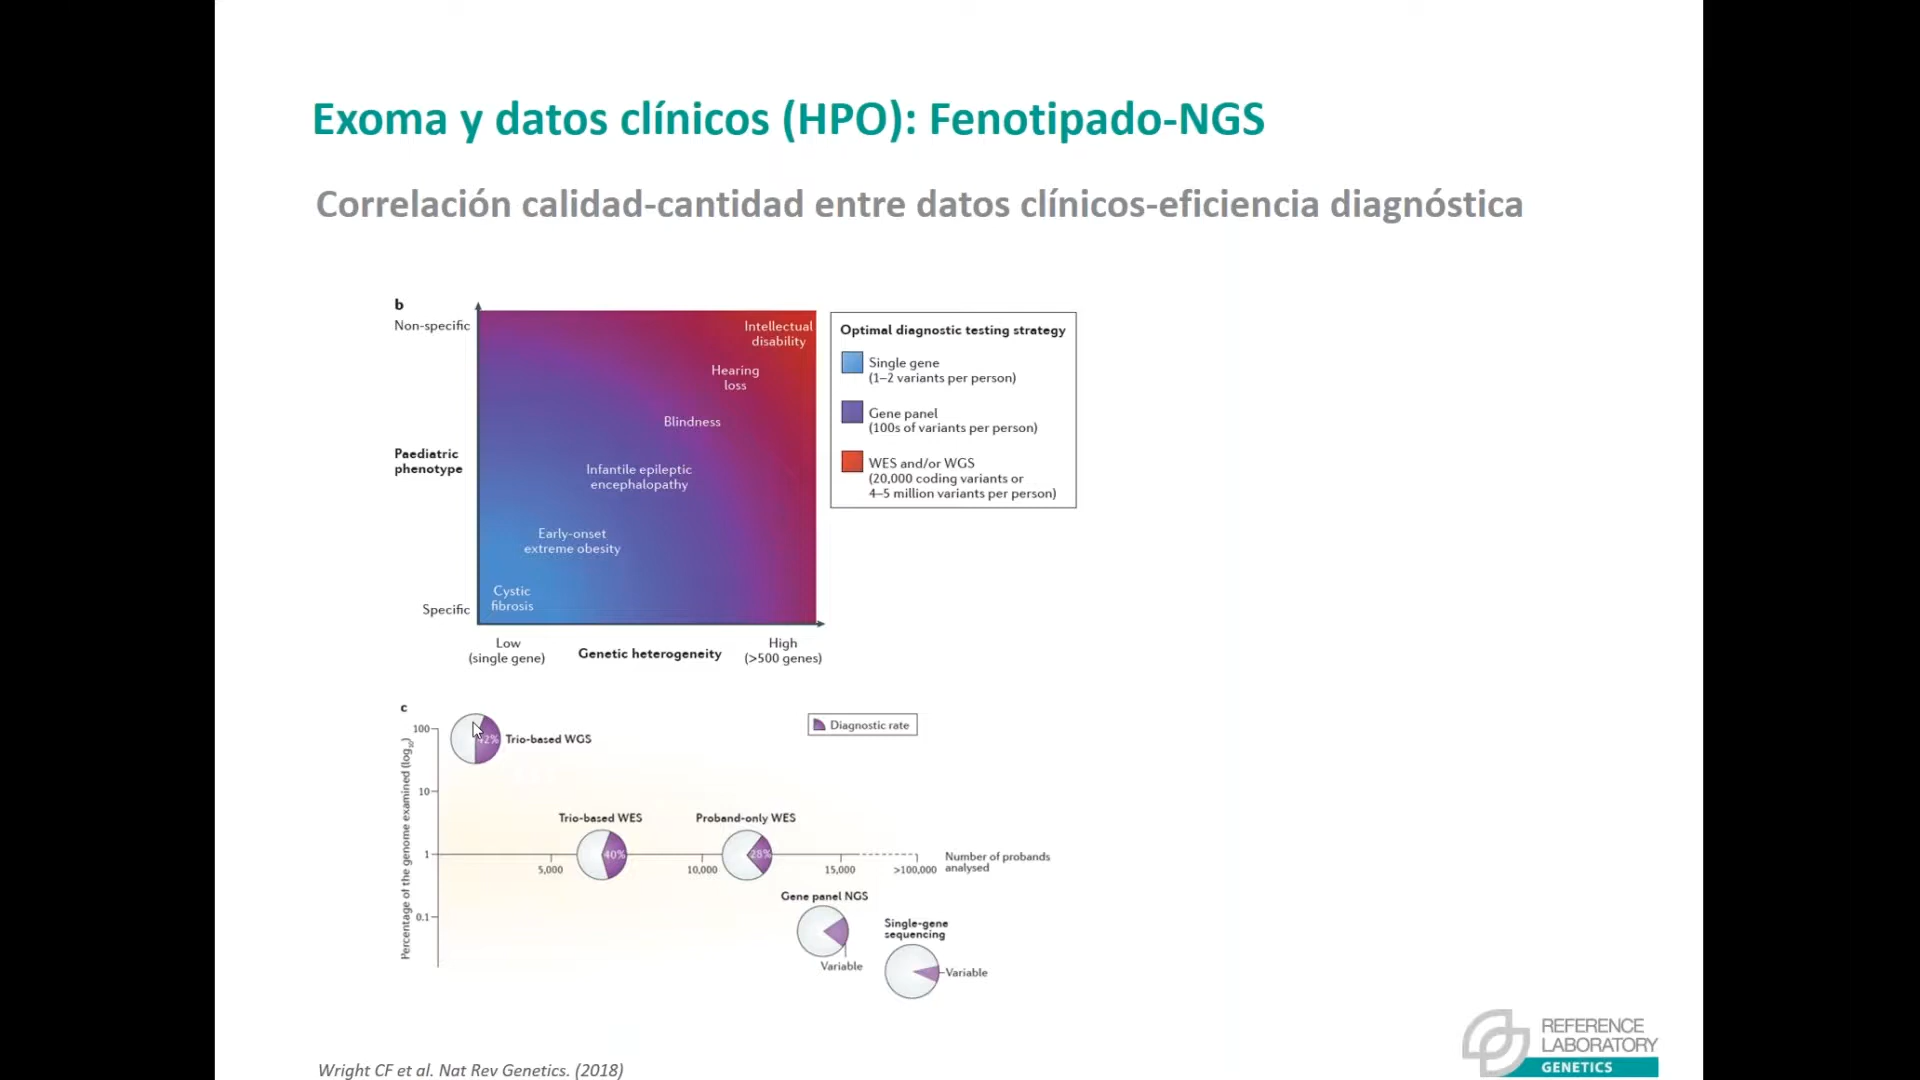 Exoma y datos clínicos (HPO): Fenotipado-NGS
Correlación calidad-cantidad entre datos clínicos-eficiencia diagnóstica
b
Non-specific
Paediatric
phenotype
Specific
Intellectual
disability
Hearing
loss
Blindness
Infantile epileptic
encephalopathy
Early-onset
extreme obesity
Cystic
fibrosis
Low
(single gene)
Genetic heterogeneity
High
(>500 genes)
Optimal diagnostic testing strategy
Single gene
(1–2 variants per person)
Gene panel
(100s of variants per person)
WES and/or WGS
(20,000 coding variants or
4–5 million variants per person)
c
Percentage of the genome examined (log10)
100
10
1
0.1
42%
Trio-based WGS
Diagnostic rate
Trio-based WES
40%
Proband-only WES
28%
5,000
10,000
15,000
>100,000
Number of probands
analysed
Gene panel NGS
Variable
Single-gene
sequencing
Variable
Wright CF et al. Nat Rev Genetics. (2018)
REFERENCE
LABORATORY
GENETICS